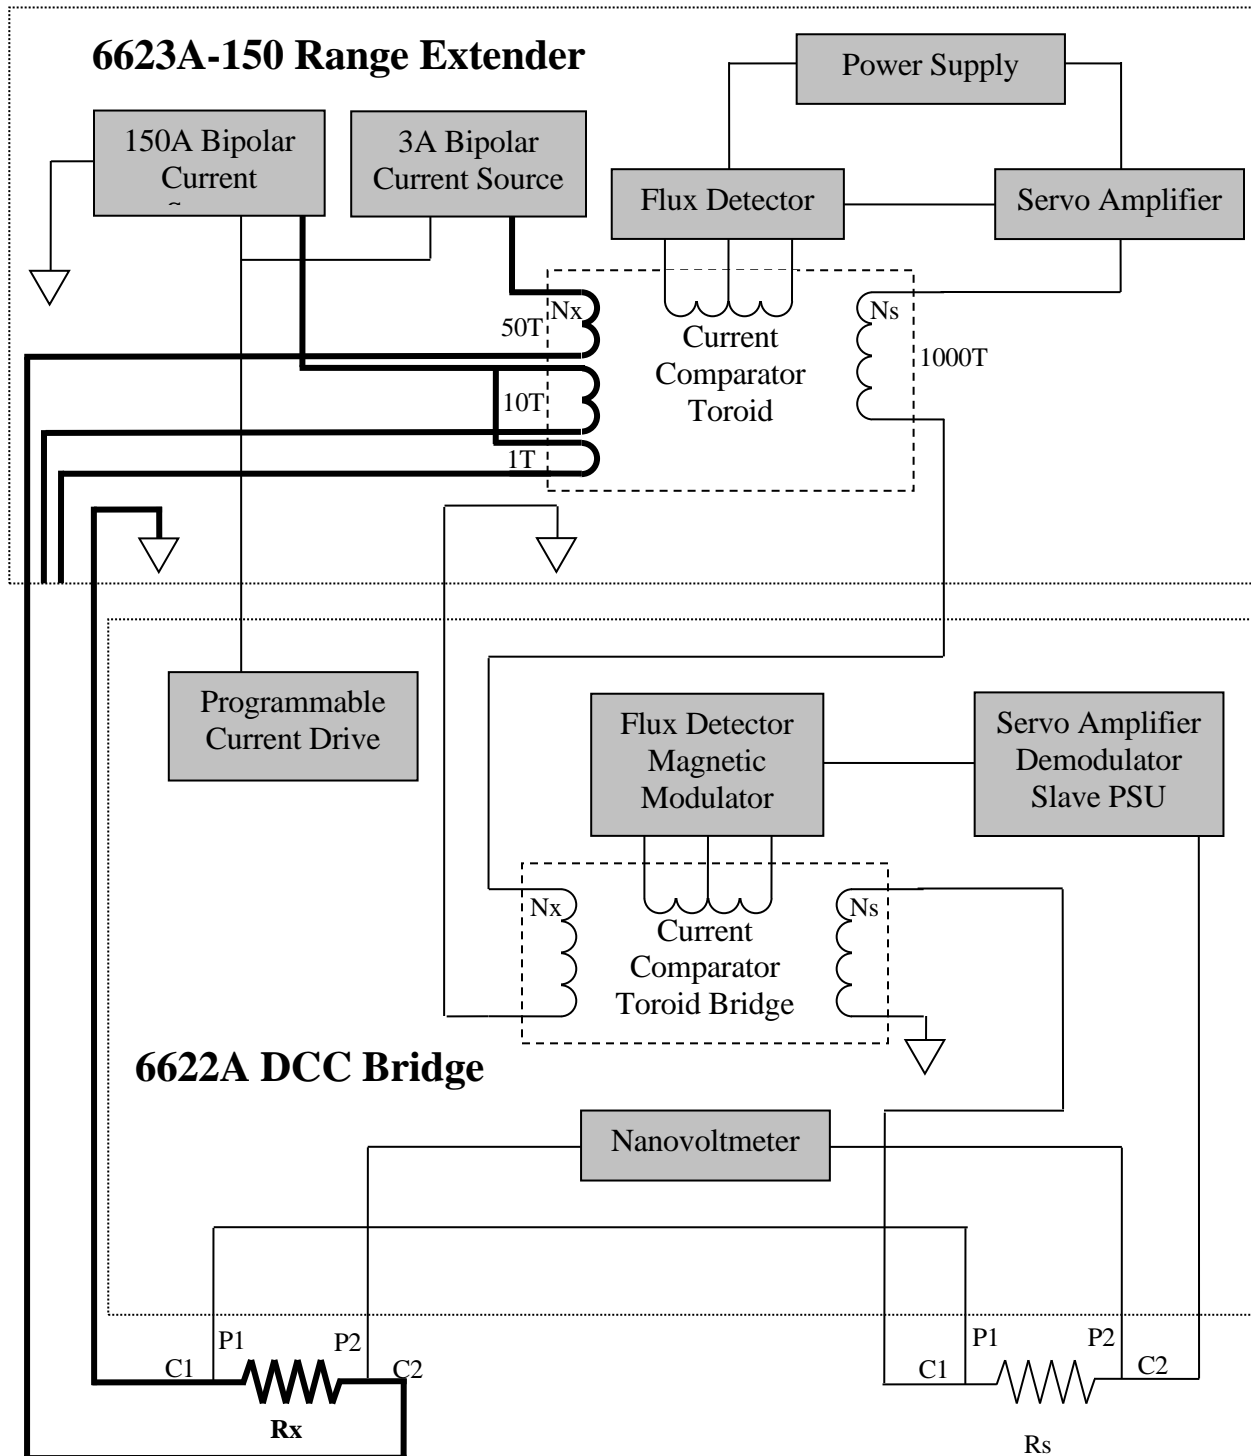 6623A-150 Range Extender
Power Supply
150A Bipolar
Current
3A Bipolar
Current Source
Flux Detector
Servo Amplifier
Nx
50T
10T
1T
Current
Comparator
Toroid
Ns
1000T
Programmable
Current Drive
Flux Detector
Magnetic
Modulator
Servo Amplifier
Demodulator
Slave PSU
Nx
Current
Comparator
Toroid Bridge
Ns
6622A DCC Bridge
Nanovoltmeter
P1
P2
C1
C2
Rx
P1
P2
C1
C2
Rs